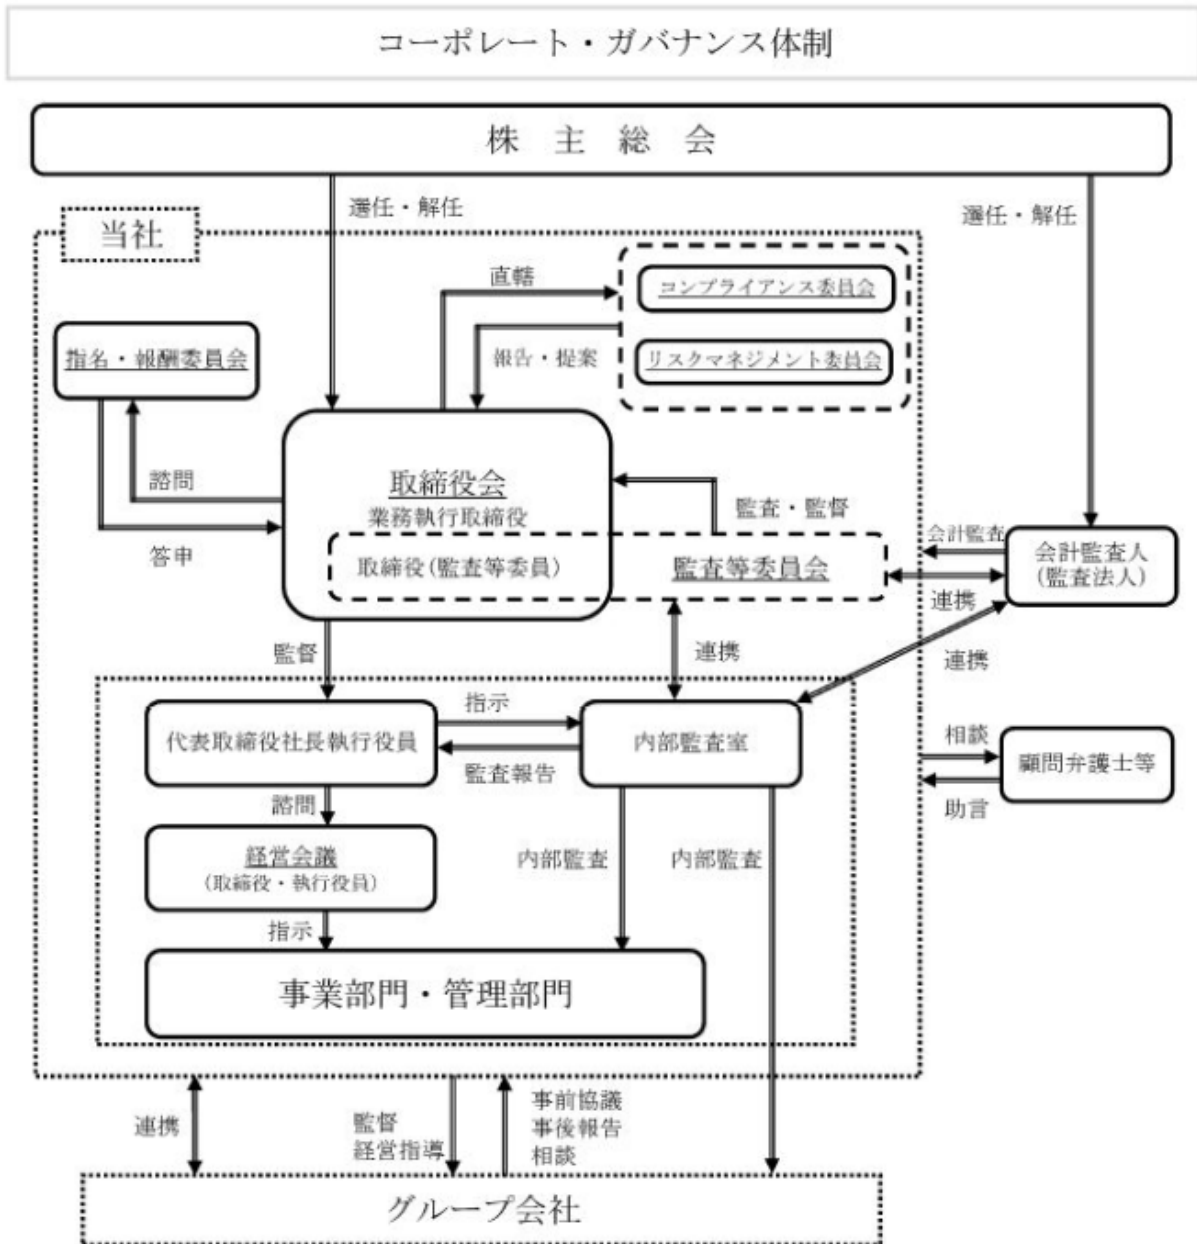 コーポレート・ガバナンス体制
株 主 総 会
選任・解任
選任・解任
当社
直轄
コンプライアンス委員会
指名・報酬委員会
報告・提案
リスクマネジメント委員会
諮問
答申
取締役会
業務執行取締役
取締役(監査等委員)
監査等委員会
監査・監督
会計監査
会計監査人
(監査法人)
連携
連携
連携
監督
代表取締役社長執行役員
指示
監査報告
内部監査室
相談
助言
顧問弁護士等
諮問
経営会議
(取締役・執行役員)
内部監査
内部監査
指示
事業部門・管理部門
連携
監督
経営指導
事前協議
事後報告
相談
グループ会社